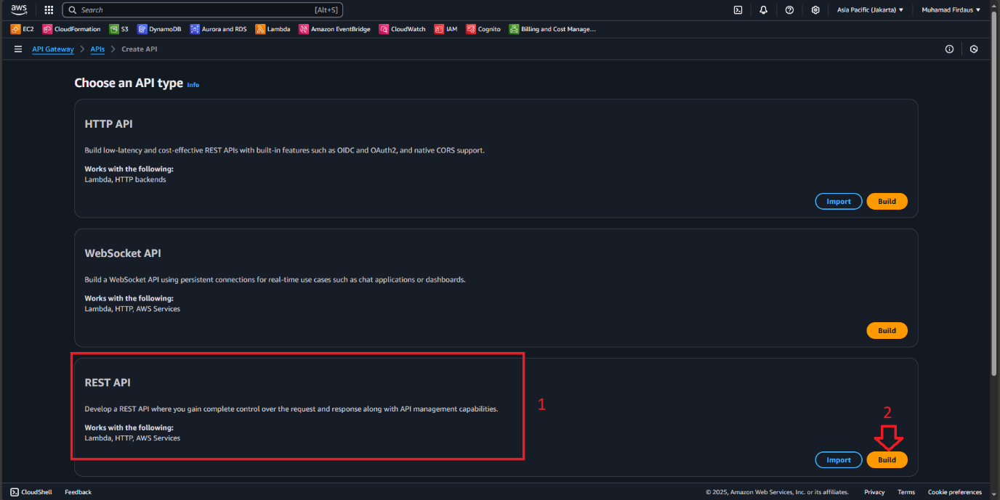 aws
Search [Alt+S]
Asia Pacific (Jakarta) ▼ Muhamad Firdaus ▼
EC2 CloudFormation S3 DynamoDB Aurora and RDS Lambda Amazon EventBridge CloudWatch IAM Cognito Billing and Cost Manage...
API Gateway > APIs > Create API
Choose an API type Info
HTTP API
Build low-latency and cost-effective REST APIs with built-in features such as OIDC and OAuth2, and native CORS support.
Works with the following:
Lambda, HTTP backends
Import Build
WebSocket API
Build a WebSocket API using persistent connections for real-time use cases such as chat applications or dashboards.
Works with the following:
Lambda, HTTP, AWS Services
Build
REST API
Develop a REST API where you gain complete control over the request and response along with API management capabilities.
Works with the following:
Lambda, HTTP, AWS Services
1
2
Import Build
CloudShell Feedback © 2025, Amazon Web Services, Inc. or its affiliates. Privacy Terms Cookie preferences